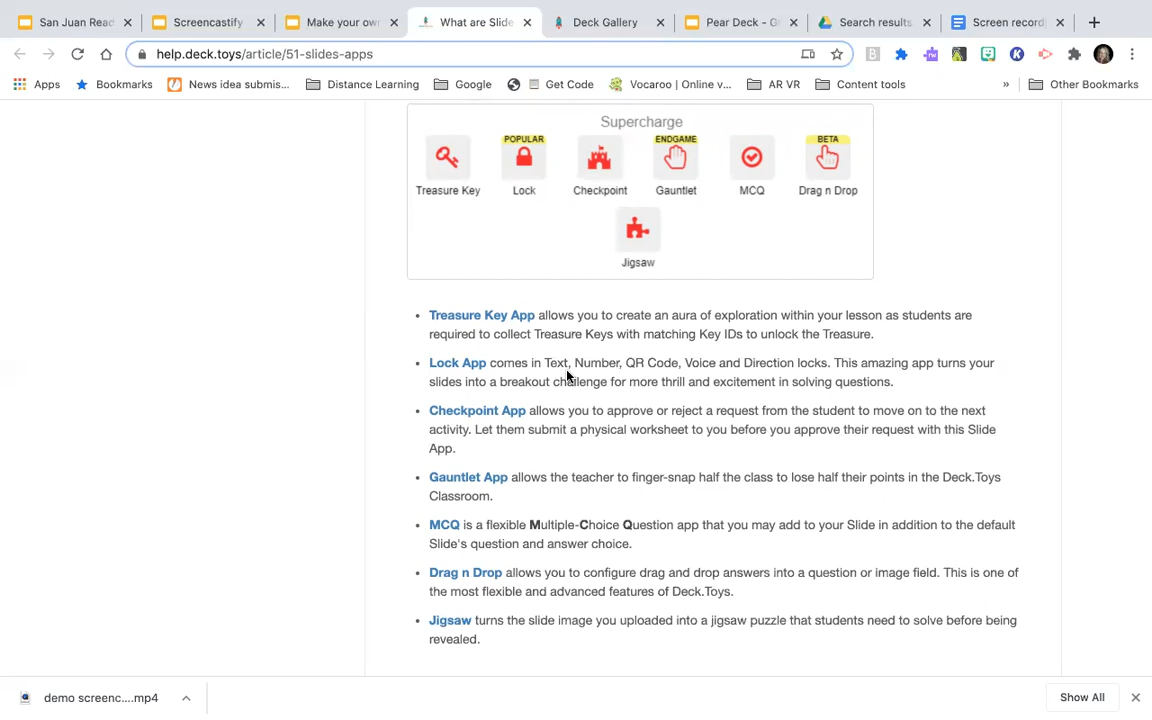 San Juan Read
Screencastify
Make your own
What are Slide
Deck Gallery
Pear Deck - G
Search results
Screen record
help.deck.toys/article/51-slides-apps
Apps
Bookmarks
News idea submis...
Distance Learning
Google
Get Code
Vocaroo | Online v...
AR VR
Content tools
»
Other Bookmarks
Supercharge
POPULAR
ENDGAME
BETA
Treasure Key
Lock
Checkpoint
Gauntlet
MCQ
Drag n Drop
Jigsaw
• Treasure Key App allows you to create an aura of exploration within your lesson as students are
required to collect Treasure Keys with matching Key IDs to unlock the Treasure.
• Lock App comes in Text, Number, QR Code, Voice and Direction locks. This amazing app turns your
slides into a breakout challenge for more thrill and excitement in solving questions.
• Checkpoint App allows you to approve or reject a request from the student to move on to the next
activity. Let them submit a physical worksheet to you before you approve their request with this Slide
App.
• Gauntlet App allows the teacher to finger-snap half the class to lose half their points in the Deck.Toys
Classroom.
• MCQ is a flexible Multiple-Choice Question app that you may add to your Slide in addition to the default
Slide's question and answer choice.
• Drag n Drop allows you to configure drag and drop answers into a question or image field. This is one of
the most flexible and advanced features of Deck.Toys.
• Jigsaw turns the slide image you uploaded into a jigsaw puzzle that students need to solve before being
revealed.
demo screenc....mp4
Show All